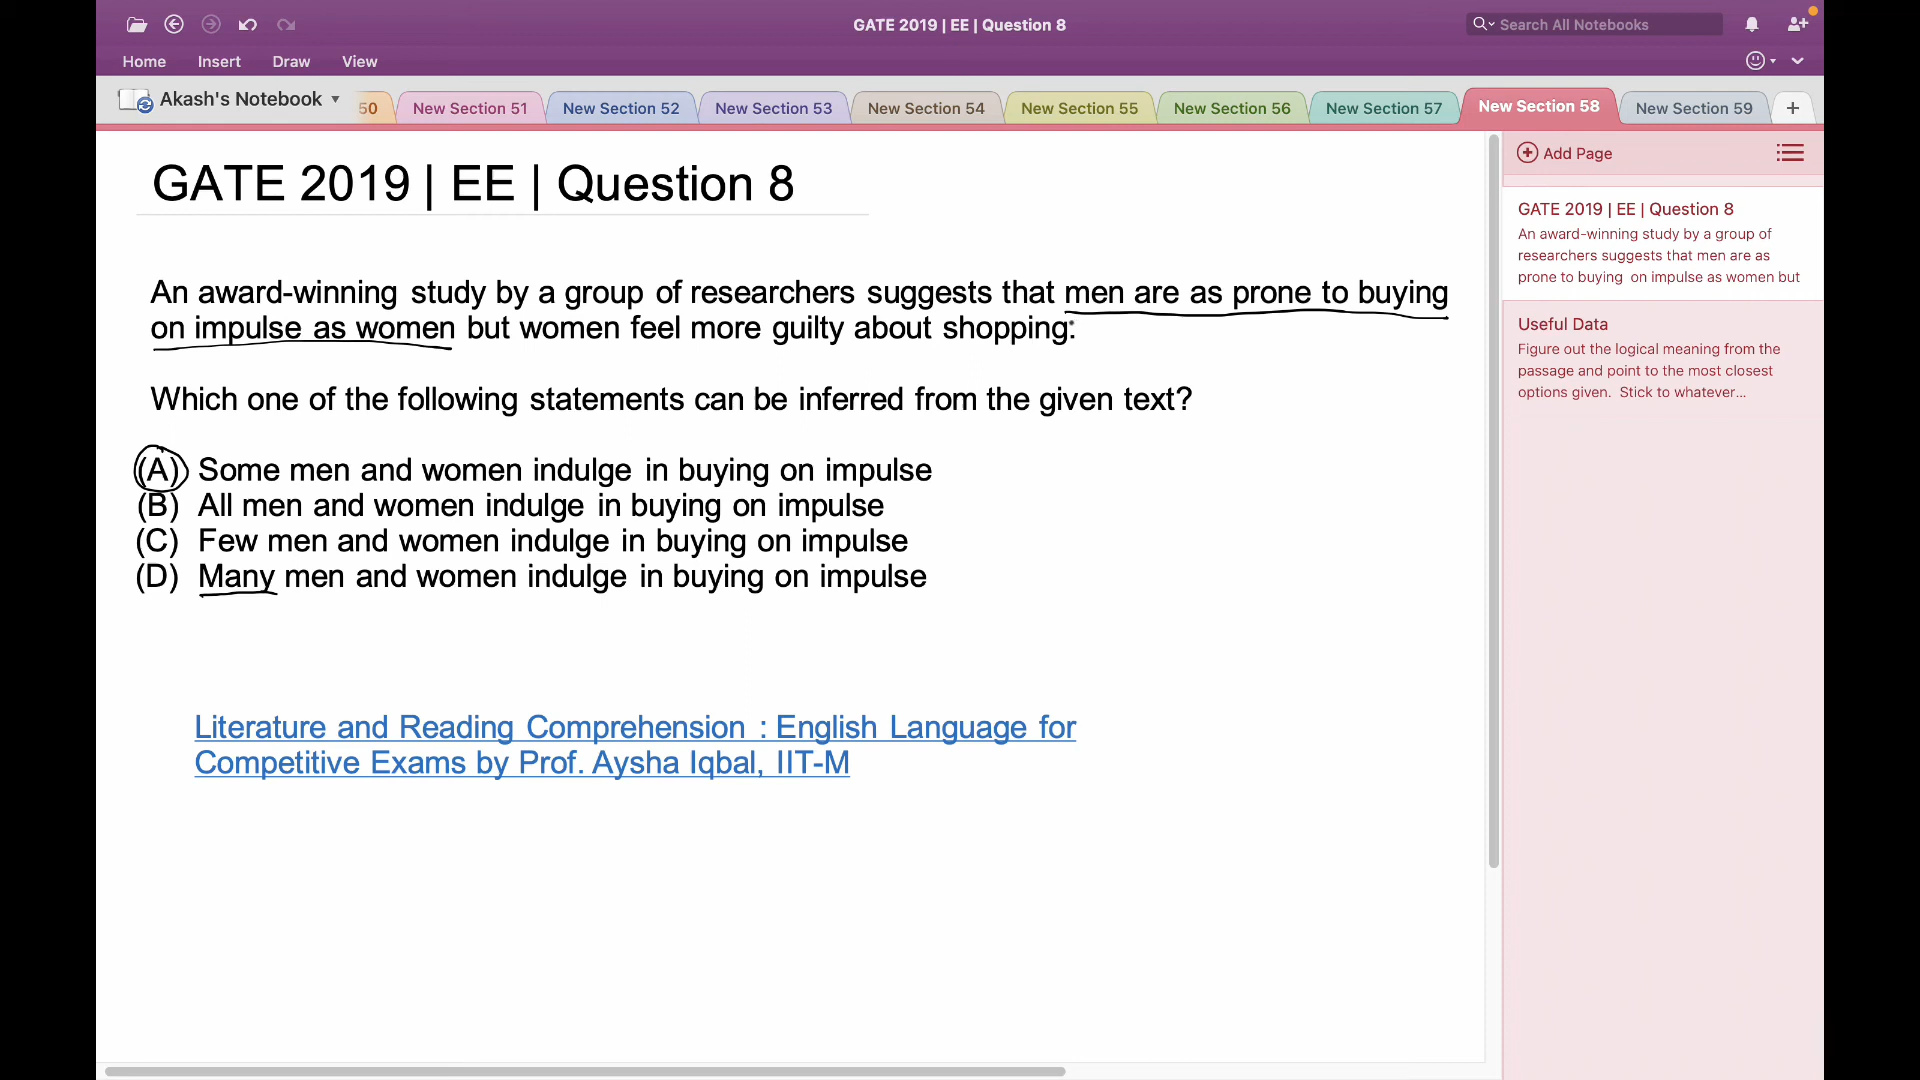 GATE 2019 | EE | Question 8
Search All Notebooks
Home Insert Draw View
Akash's Notebook
50 New Section 51 New Section 52 New Section 53 New Section 54 New Section 55 New Section 56 New Section 57 New Section 58 New Section 59 +
GATE 2019 | EE | Question 8
An award-winning study by a group of researchers suggests that men are as prone to buying
on impulse as women but women feel more guilty about shopping.
Which one of the following statements can be inferred from the given text?
(A) Some men and women indulge in buying on impulse
(B) All men and women indulge in buying on impulse
(C) Few men and women indulge in buying on impulse
(D) Many men and women indulge in buying on impulse
Literature and Reading Comprehension : English Language for
Competitive Exams by Prof. Aysha Iqbal, IIT-M
Add Page
GATE 2019 | EE | Question 8
An award-winning study by a group of
researchers suggests that men are as
prone to buying on impulse as women but
Useful Data
Figure out the logical meaning from the
passage and point to the most closest
options given. Stick to whatever...